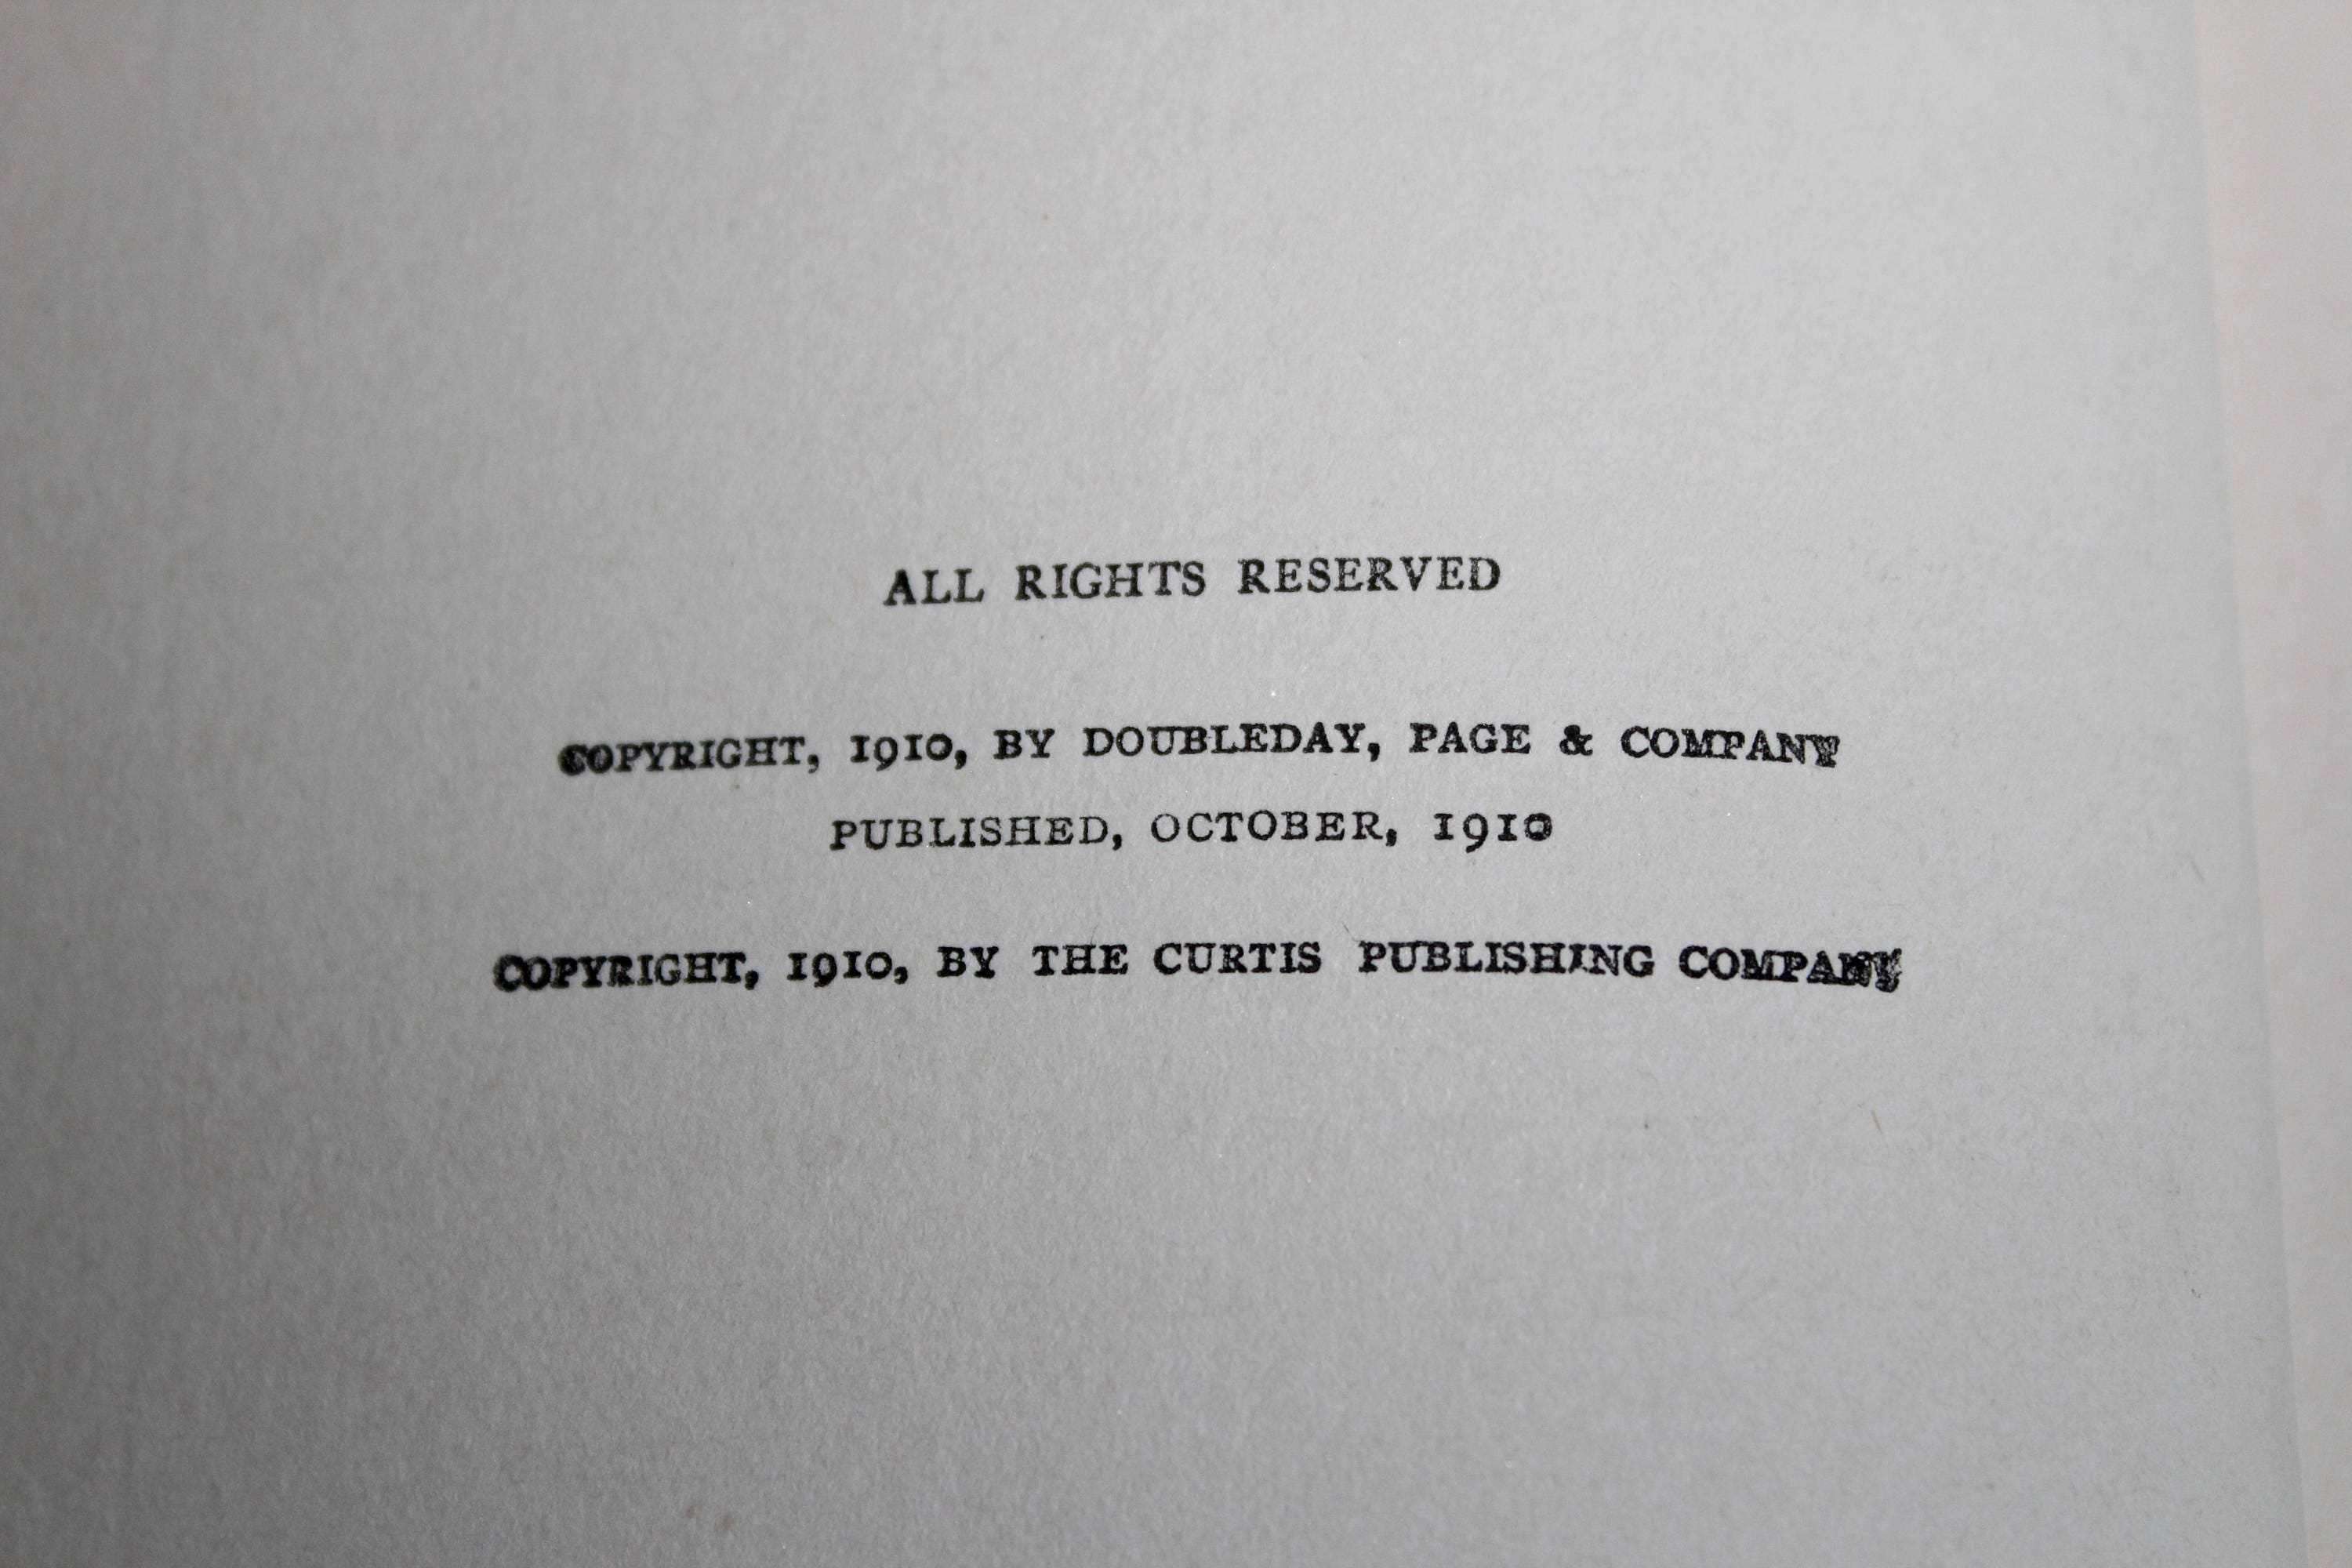 ALL RIGHTS RESERVED
COPYRIGHT, 1910, BY DOUBLEDAY, PAGE & COMPANY
PUBLISHED, OCTOBER, 1910
COPYRIGHT, 1910, BY THE CURTIS PUBLISHING COMPANY